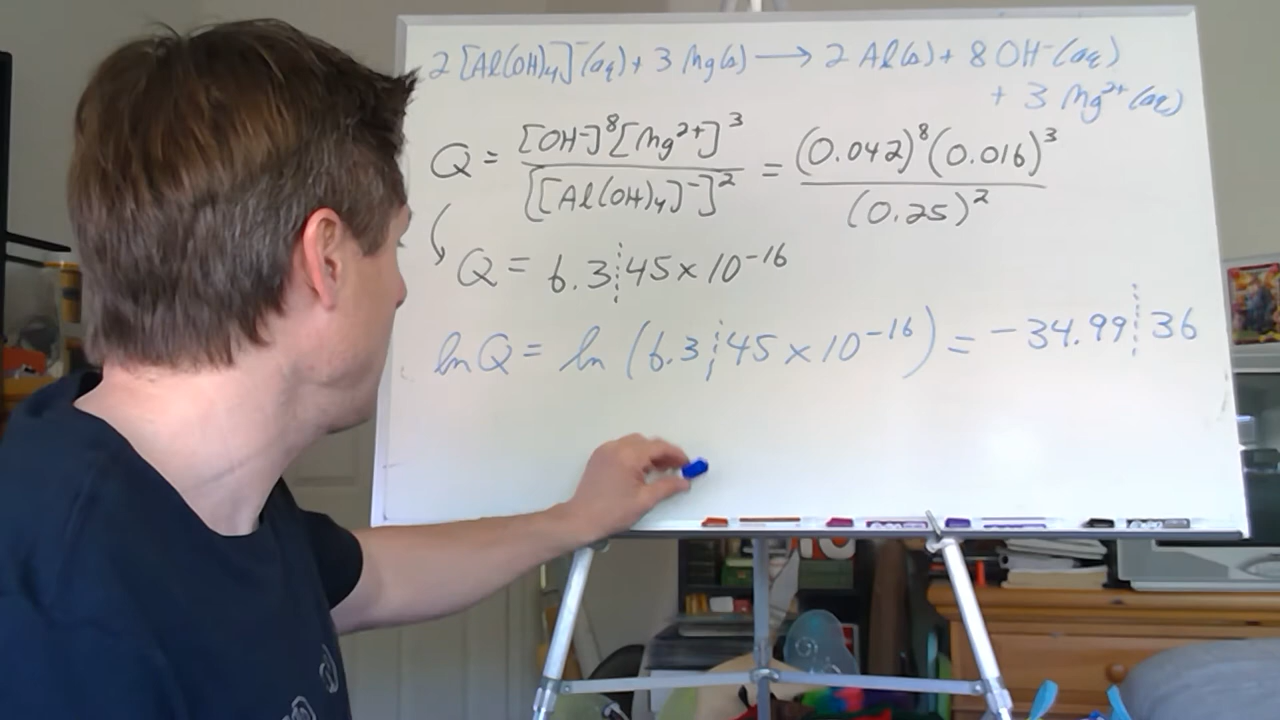 2 [Al(OH)₄]⁻(aq) + 3 Mg(s) ⟶ 2 Al(s) + 8 OH⁻(aq)
+ 3 Mg²⁺(aq)
Q = [OH⁻]⁸[Mg²⁺]³ / [[Al(OH)₄]⁻]² = (0.042)⁸(0.016)³ / (0.25)²
Q = 6.3¦45 × 10⁻¹⁶
ln Q = ln (6.3¦45 × 10⁻¹⁶) = -34.99¦36